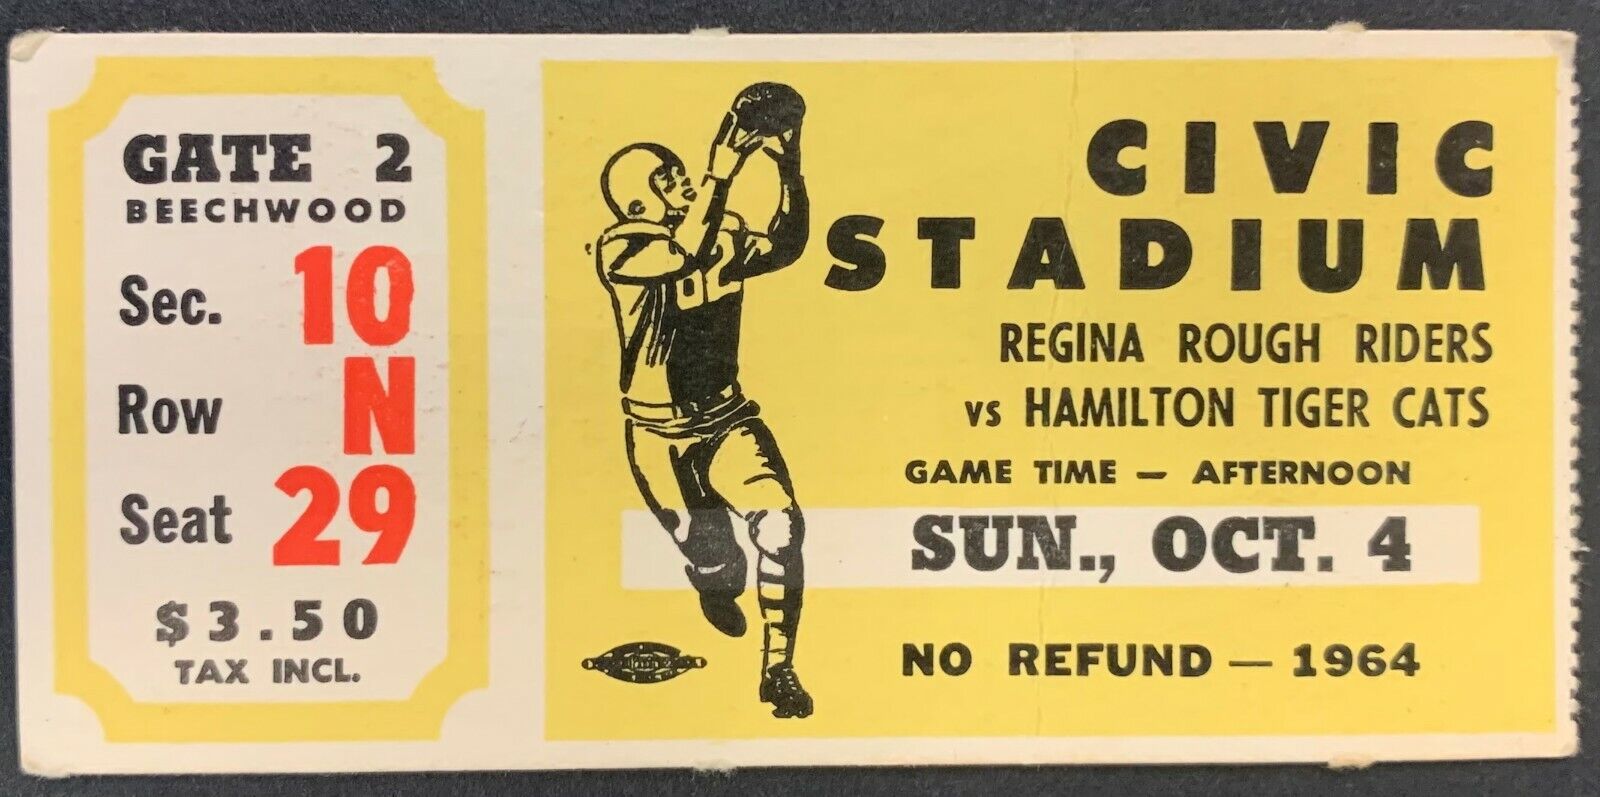 GATE 2
BEECHWOOD
Sec. 10
Row N
Seat 29
$3.50
TAX INCL.
82
CIVIC
STADIUM
REGINA ROUGH RIDERS
vs HAMILTON TIGER CATS
GAME TIME — AFTERNOON
SUN., OCT. 4
NO REFUND — 1964